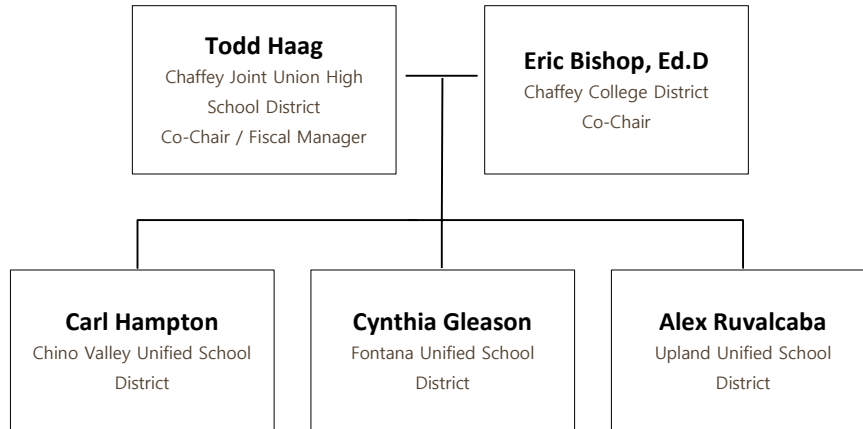 Todd Haag
Chaffey Joint Union High
School District
Co-Chair / Fiscal Manager
Eric Bishop, Ed.D
Chaffey College District
Co-Chair
Carl Hampton
Chino Valley Unified School
District
Cynthia Gleason
Fontana Unified School
District
Alex Ruvalcaba
Upland Unified School
District